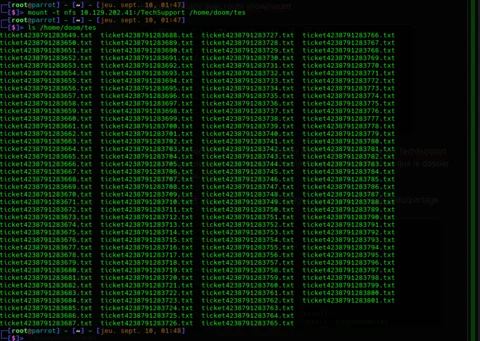 ┌─[root@parrot] - [~] - [jeu. sept. 10, 01:47]
└─[$]> mount -t nfs 10.129.202.41:/TechSupport /home/doom/tes
┌─[root@parrot] - [~] - [jeu. sept. 10, 01:47]
└─[$]> ls /home/doom/tes
ticket4238791283649.txt ticket4238791283688.txt ticket4238791283727.txt ticket4238791283766.txt
ticket4238791283650.txt ticket4238791283689.txt ticket4238791283728.txt ticket4238791283767.txt
ticket4238791283651.txt ticket4238791283690.txt ticket4238791283729.txt ticket4238791283768.txt
ticket4238791283652.txt ticket4238791283691.txt ticket4238791283730.txt ticket4238791283769.txt
ticket4238791283653.txt ticket4238791283692.txt ticket4238791283731.txt ticket4238791283770.txt
ticket4238791283654.txt ticket4238791283693.txt ticket4238791283732.txt ticket4238791283771.txt
ticket4238791283655.txt ticket4238791283694.txt ticket4238791283733.txt ticket4238791283772.txt
ticket4238791283656.txt ticket4238791283695.txt ticket4238791283734.txt ticket4238791283773.txt
ticket4238791283657.txt ticket4238791283696.txt ticket4238791283735.txt ticket4238791283774.txt
ticket4238791283658.txt ticket4238791283697.txt ticket4238791283736.txt ticket4238791283775.txt
ticket4238791283659.txt ticket4238791283698.txt ticket4238791283737.txt ticket4238791283776.txt
ticket4238791283660.txt ticket4238791283699.txt ticket4238791283738.txt ticket4238791283777.txt
ticket4238791283661.txt ticket4238791283700.txt ticket4238791283739.txt ticket4238791283778.txt
ticket4238791283662.txt ticket4238791283701.txt ticket4238791283740.txt ticket4238791283779.txt
ticket4238791283663.txt ticket4238791283702.txt ticket4238791283741.txt ticket4238791283780.txt
ticket4238791283664.txt ticket4238791283703.txt ticket4238791283742.txt ticket4238791283781.txt
ticket4238791283665.txt ticket4238791283704.txt ticket4238791283743.txt ticket4238791283782.txt
ticket4238791283666.txt ticket4238791283705.txt ticket4238791283744.txt ticket4238791283783.txt
ticket4238791283667.txt ticket4238791283706.txt ticket4238791283745.txt ticket4238791283784.txt
ticket4238791283668.txt ticket4238791283707.txt ticket4238791283746.txt ticket4238791283785.txt
ticket4238791283669.txt ticket4238791283708.txt ticket4238791283747.txt ticket4238791283786.txt
ticket4238791283670.txt ticket4238791283709.txt ticket4238791283748.txt ticket4238791283787.txt
ticket4238791283671.txt ticket4238791283710.txt ticket4238791283749.txt ticket4238791283788.txt
ticket4238791283672.txt ticket4238791283711.txt ticket4238791283750.txt ticket4238791283789.txt
ticket4238791283673.txt ticket4238791283712.txt ticket4238791283751.txt ticket4238791283790.txt
ticket4238791283674.txt ticket4238791283713.txt ticket4238791283752.txt ticket4238791283791.txt
ticket4238791283675.txt ticket4238791283714.txt ticket4238791283753.txt ticket4238791283792.txt
ticket4238791283676.txt ticket4238791283715.txt ticket4238791283754.txt ticket4238791283793.txt
ticket4238791283677.txt ticket4238791283716.txt ticket4238791283755.txt ticket4238791283794.txt
ticket4238791283678.txt ticket4238791283717.txt ticket4238791283756.txt ticket4238791283795.txt
ticket4238791283679.txt ticket4238791283718.txt ticket4238791283757.txt ticket4238791283796.txt
ticket4238791283680.txt ticket4238791283719.txt ticket4238791283758.txt ticket4238791283797.txt
ticket4238791283681.txt ticket4238791283720.txt ticket4238791283759.txt ticket4238791283798.txt
ticket4238791283682.txt ticket4238791283721.txt ticket4238791283760.txt ticket4238791283799.txt
ticket4238791283683.txt ticket4238791283722.txt ticket4238791283761.txt ticket4238791283800.txt
ticket4238791283684.txt ticket4238791283723.txt ticket4238791283762.txt ticket4238791283801.txt
ticket4238791283685.txt ticket4238791283724.txt ticket4238791283763.txt
ticket4238791283686.txt ticket4238791283725.txt ticket4238791283764.txt
ticket4238791283687.txt ticket4238791283726.txt ticket4238791283765.txt
┌─[root@parrot] - [~] - [jeu. sept. 10, 01:48]
└─[$]>